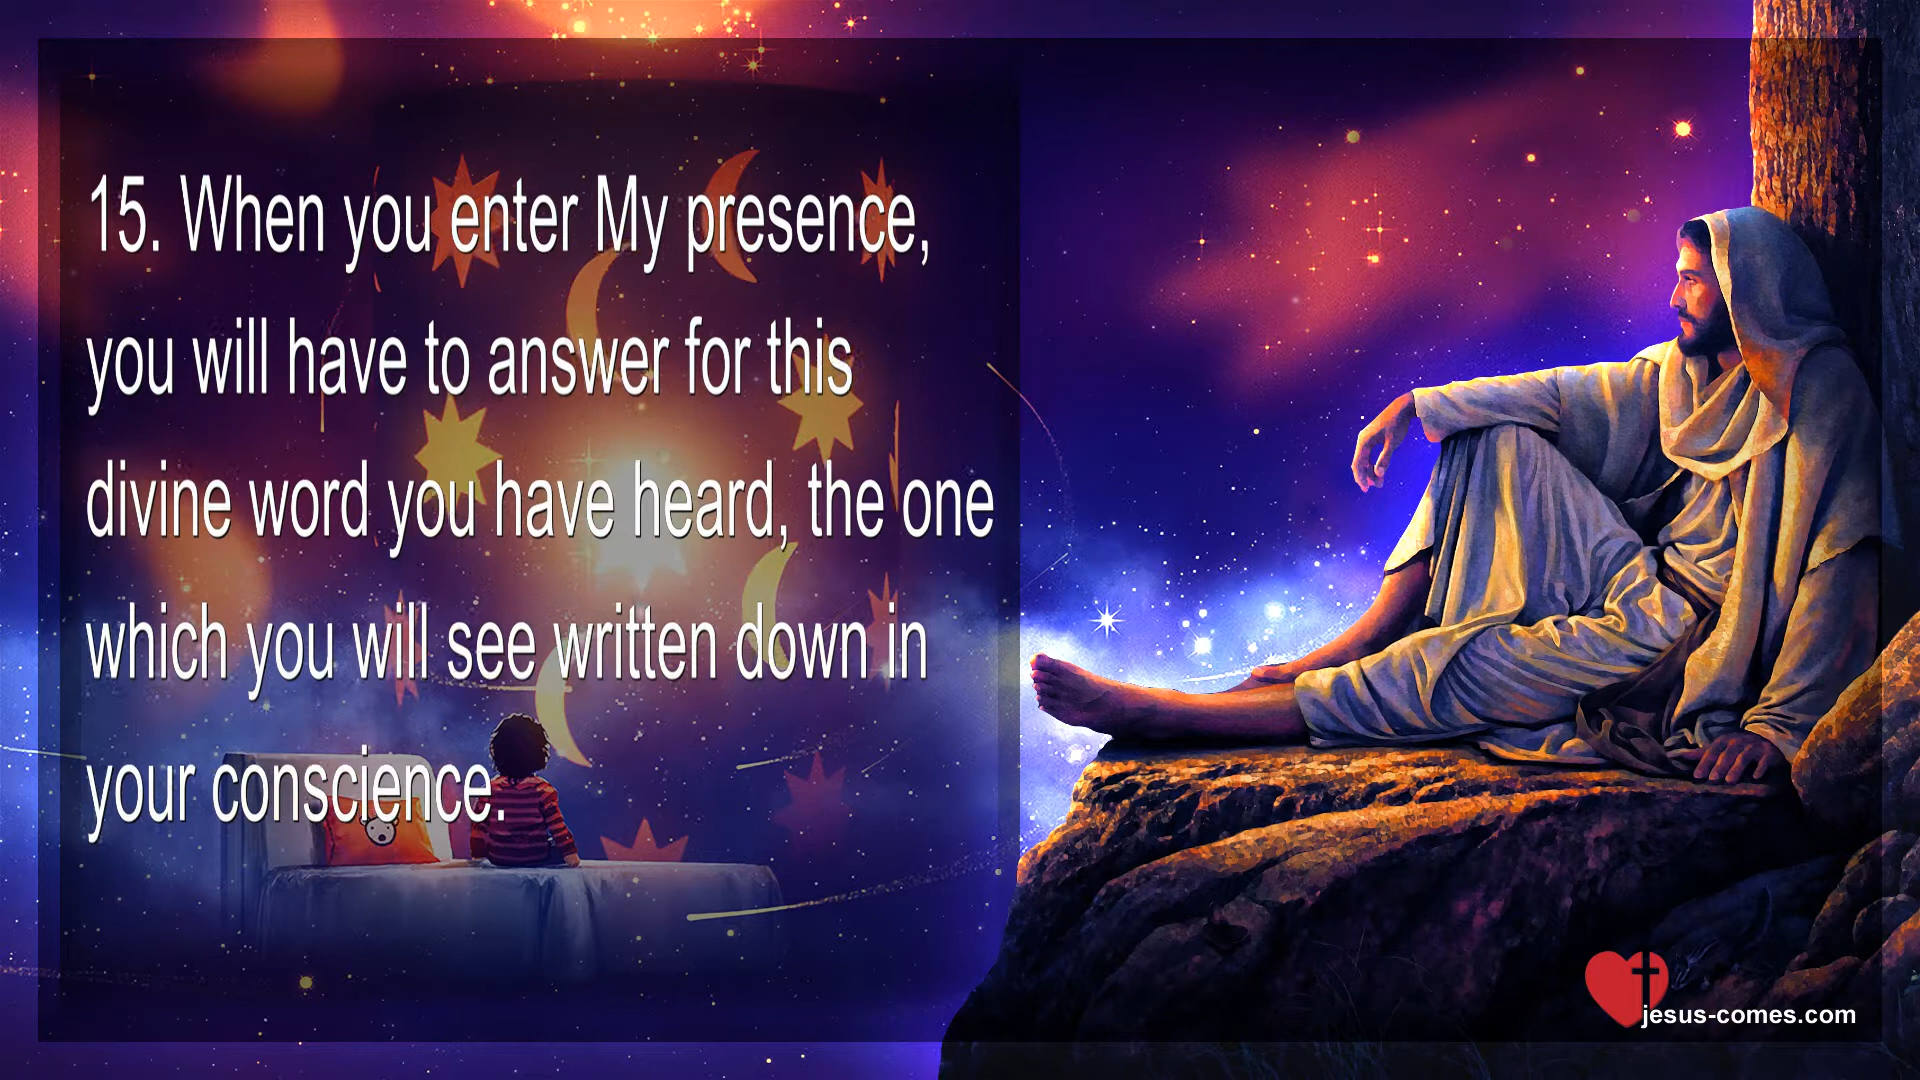 15. When you enter My presence,
you will have to answer for this
divine word you have heard, the one
which you will see written down in
your conscience.
jesus-comes.com